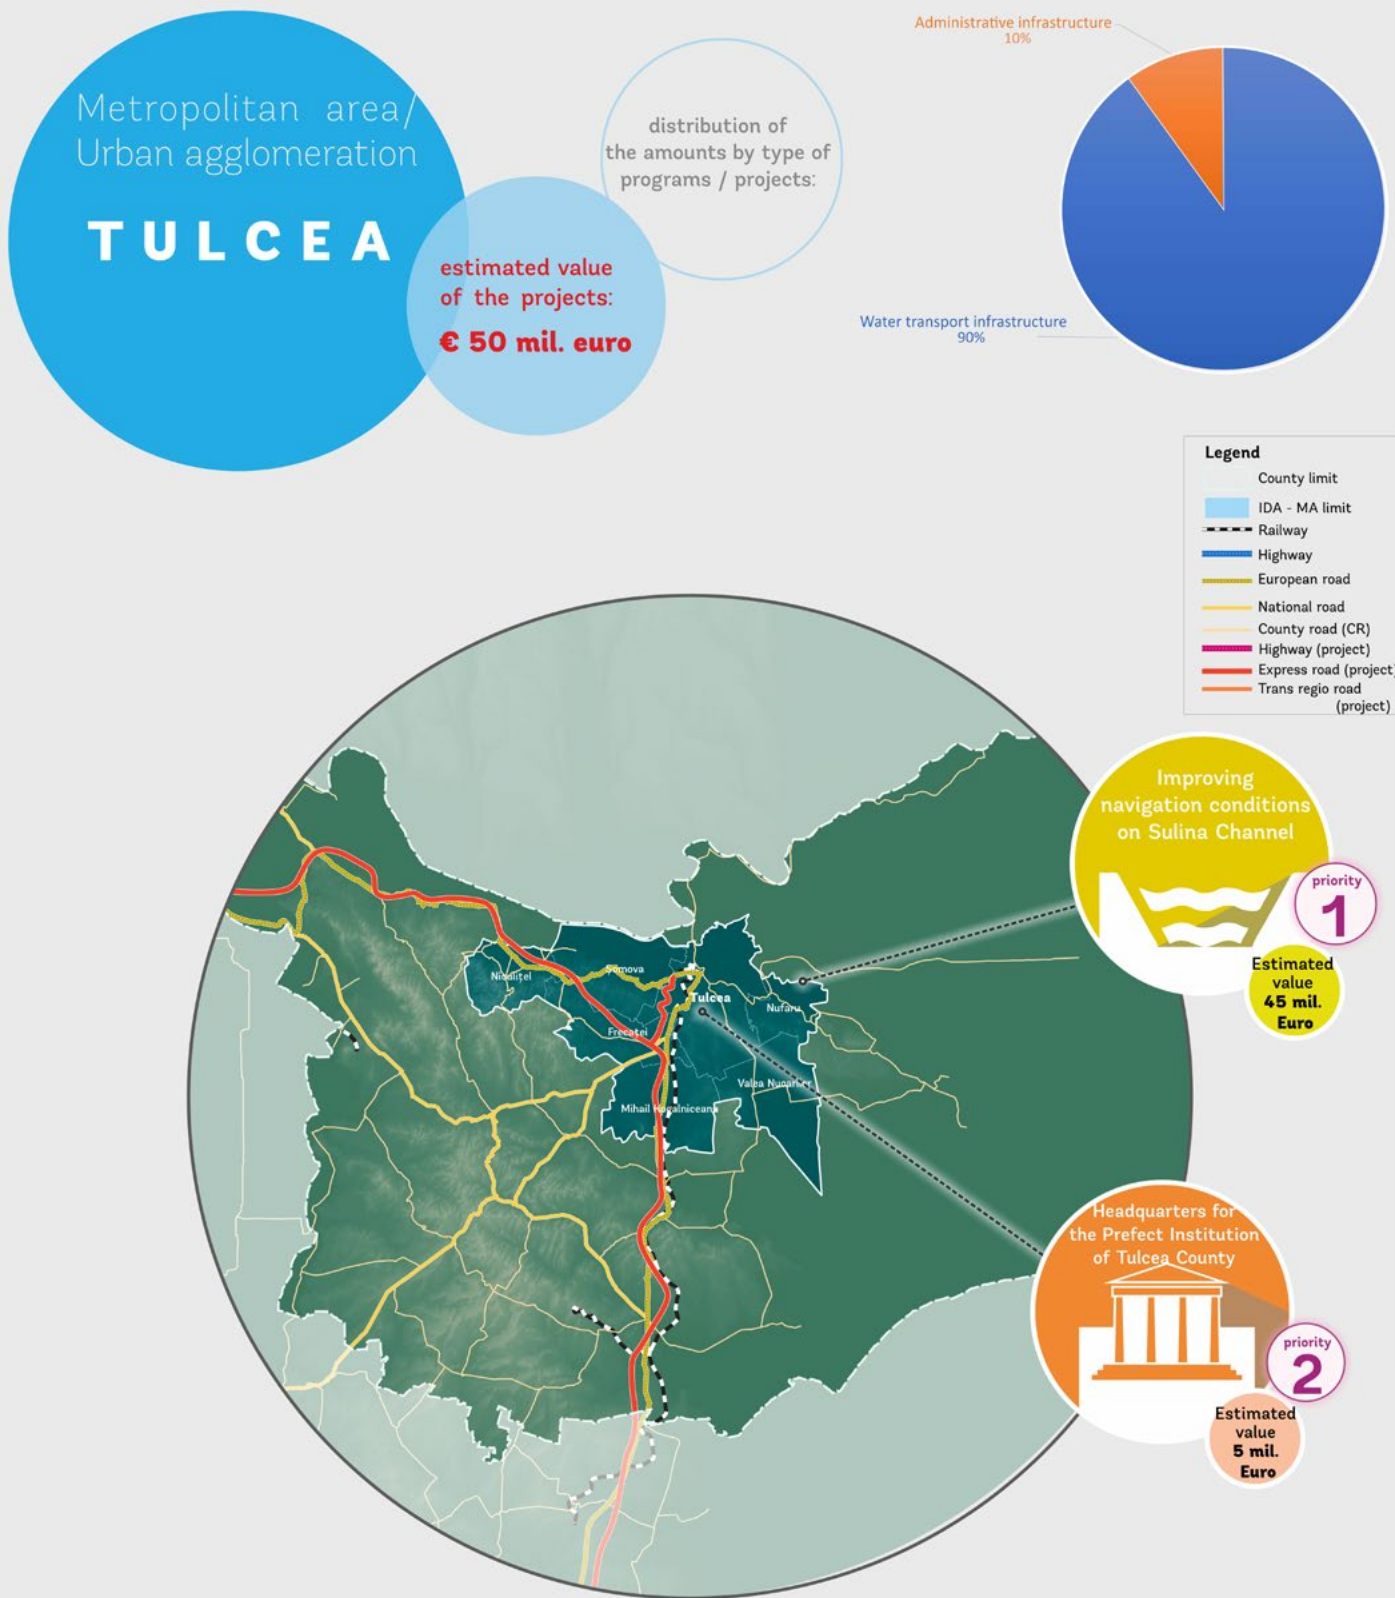 Metropolitan area/
Urban agglomeration
TULCEA
estimated value
of the projects:
€ 50 mil. euro
distribution of
the amounts by type of
programs / projects:
Administrative infrastructure
10%
Water transport infrastructure
90%
Legend
County limit
IDA - MA limit
Railway
Highway
European road
National road
County road (CR)
Highway (project)
Express road (project)
Trans regio road
(project)
Improving
navigation conditions
on Sulina Channel
priority
1
Estimated
value
45 mil.
Euro
Somova
Tulcea
Nufaru
Frecatei
Mihail Kogalniceanu
Headquarters for
the Prefect Institution
of Tulcea County
priority
2
Estimated
value
5 mil.
Euro